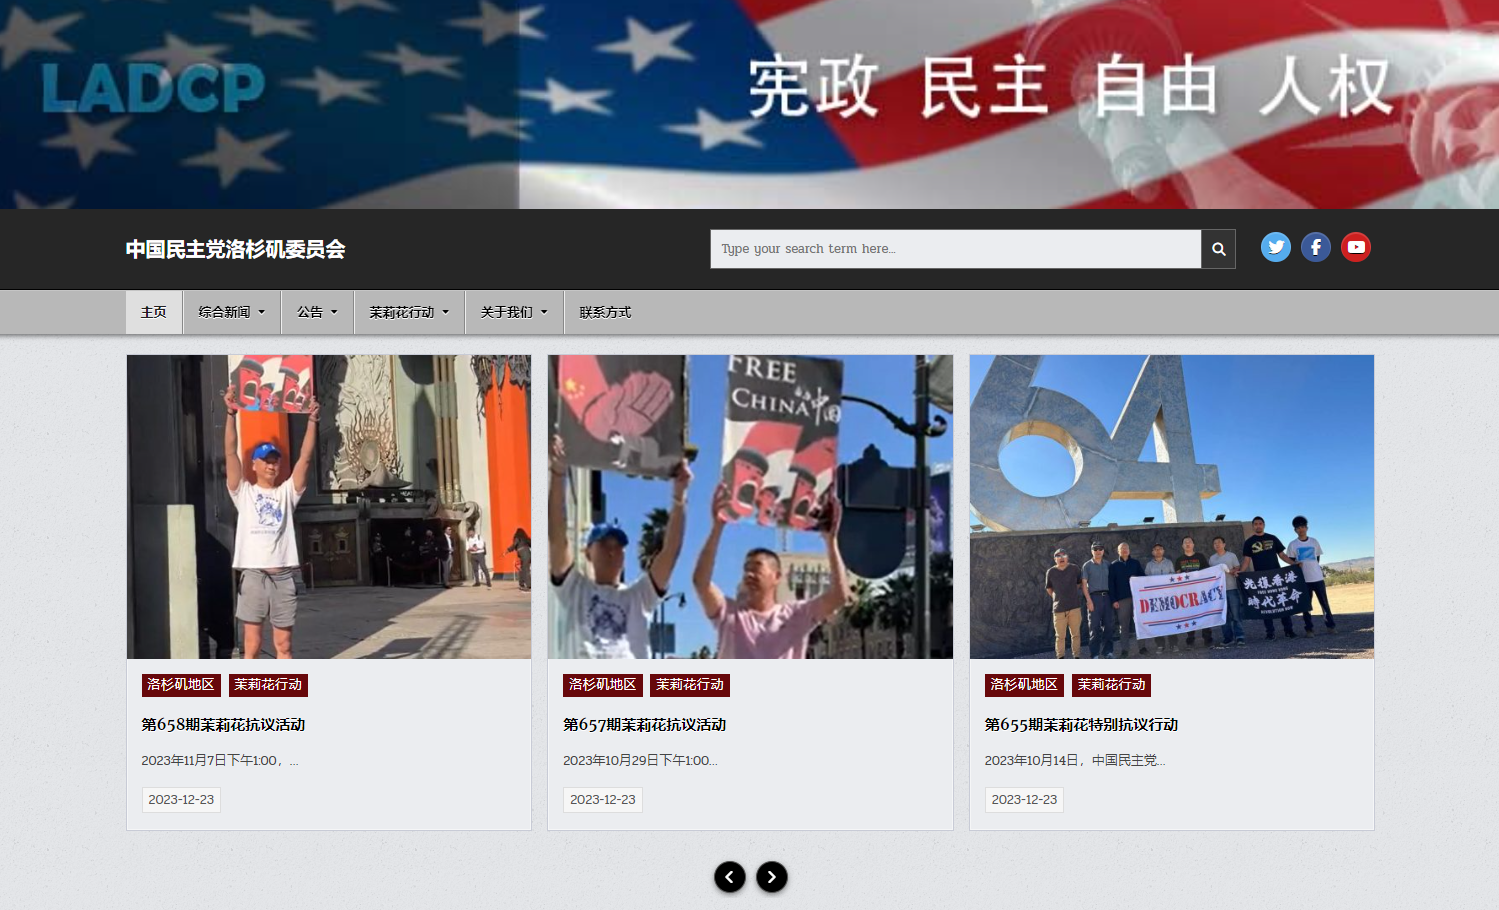 LADCP
宪政 民主 自由 人权
中国民主党洛杉矶委员会
Type your search term here...
主页
综合新闻
公告
茉莉花行动
关于我们
联系方式
FREE
CHINA 中国
64
DEMOCRACY
光復香港
FREE HONG KONG
時代革命
REVOLUTION NOW
洛杉矶地区 茉莉花行动
第658期茉莉花抗议活动
2023年11月7日下午1:00，...
2023-12-23
洛杉矶地区 茉莉花行动
第657期茉莉花抗议活动
2023年10月29日下午1:00...
2023-12-23
洛杉矶地区 茉莉花行动
第655期茉莉花特别抗议行动
2023年10月14日，中国民主党...
2023-12-23